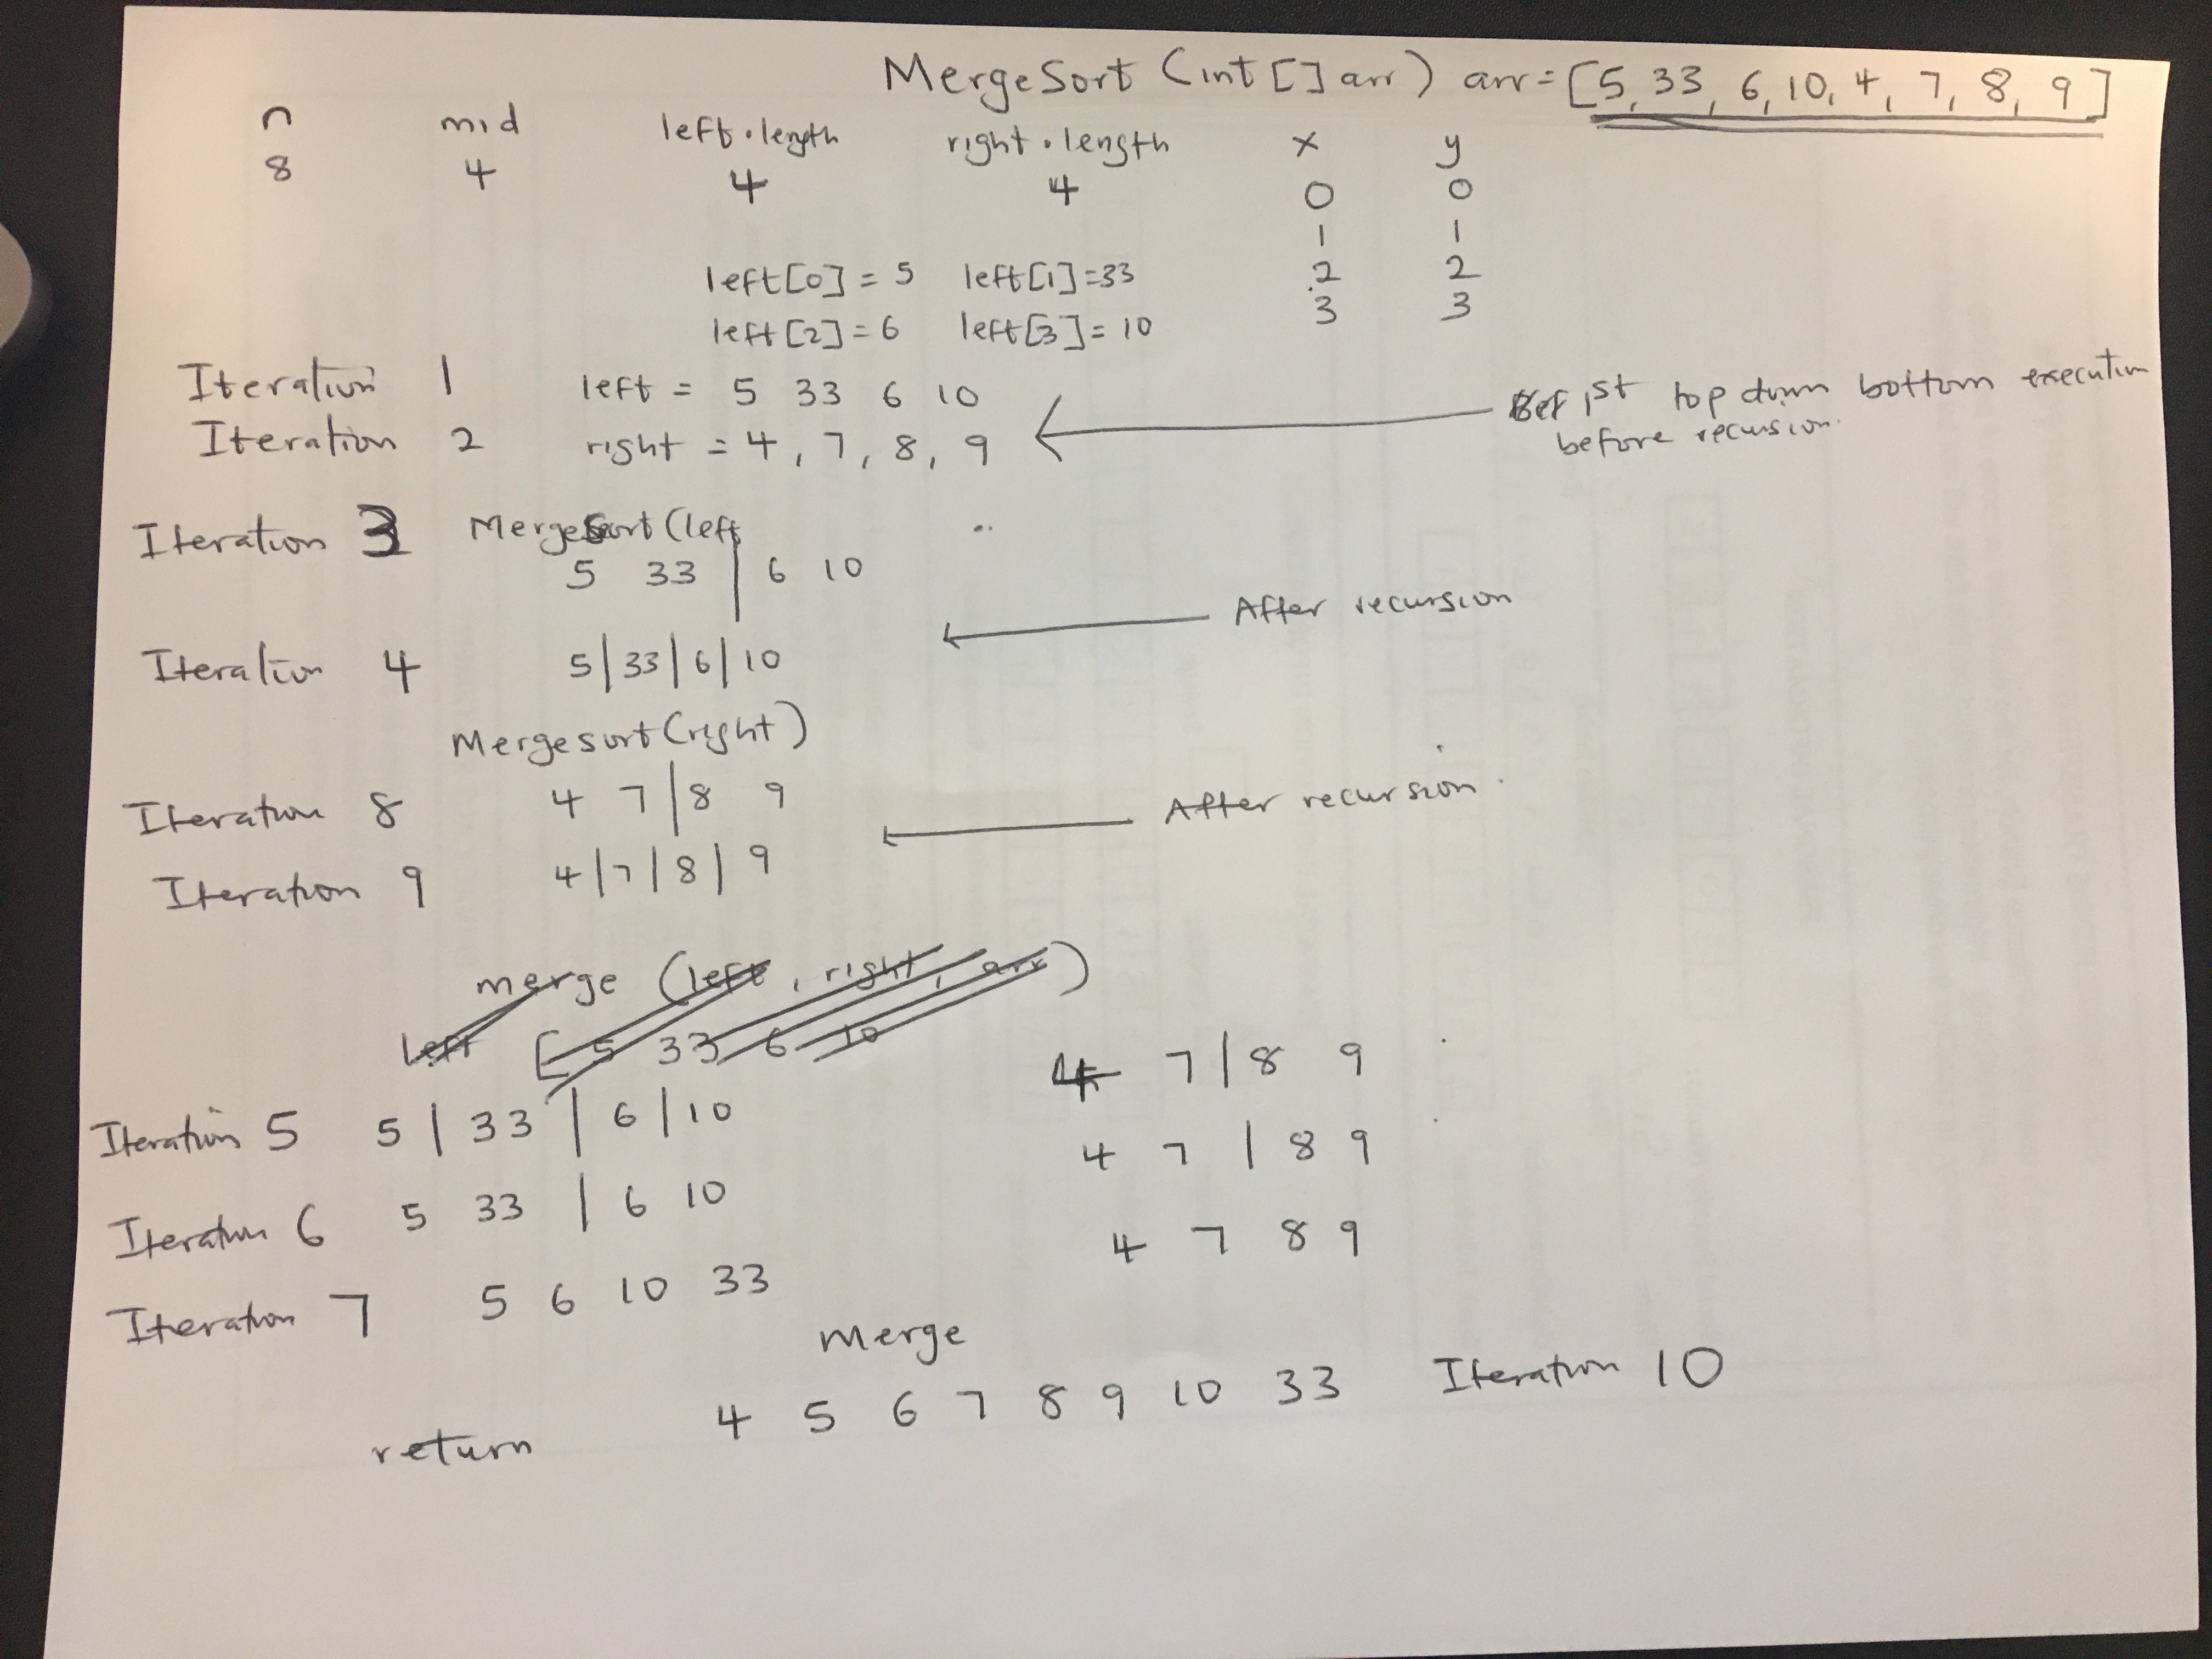 MergeSort (int[] arr) arr=[5, 33, 6, 10, 4, 7, 8, 9]
n mid left.length right.length x y
8 4 4 4 0 0
left[0] = 5 left[1]=33 1 1
left[2]=6 left[3]=10 2 2
3 3
Iteration 1 left = 5 33 6 10
Iteration 2 right = 4, 7, 8, 9
1st top down bottom execution
before recursion.
Iteration 3 Merge Sort (left
5 33 | 6 10
Iteration 4 5|33|6|10
After recursion
Merge sort (right)
Iteration 8 4 7|8 9
Iteration 9 4|7|8|9
After recursion.
merge (left, right, arr)
left [5 33 6 10
Iteration 5 5|33|6|10 4 7|8 9
Iteration 6 5 33 | 6 10 4 7|8 9
Iteration 7 5 6 10 33 4 7 8 9
Merge
return 4 5 6 7 8 9 10 33 Iteration 10